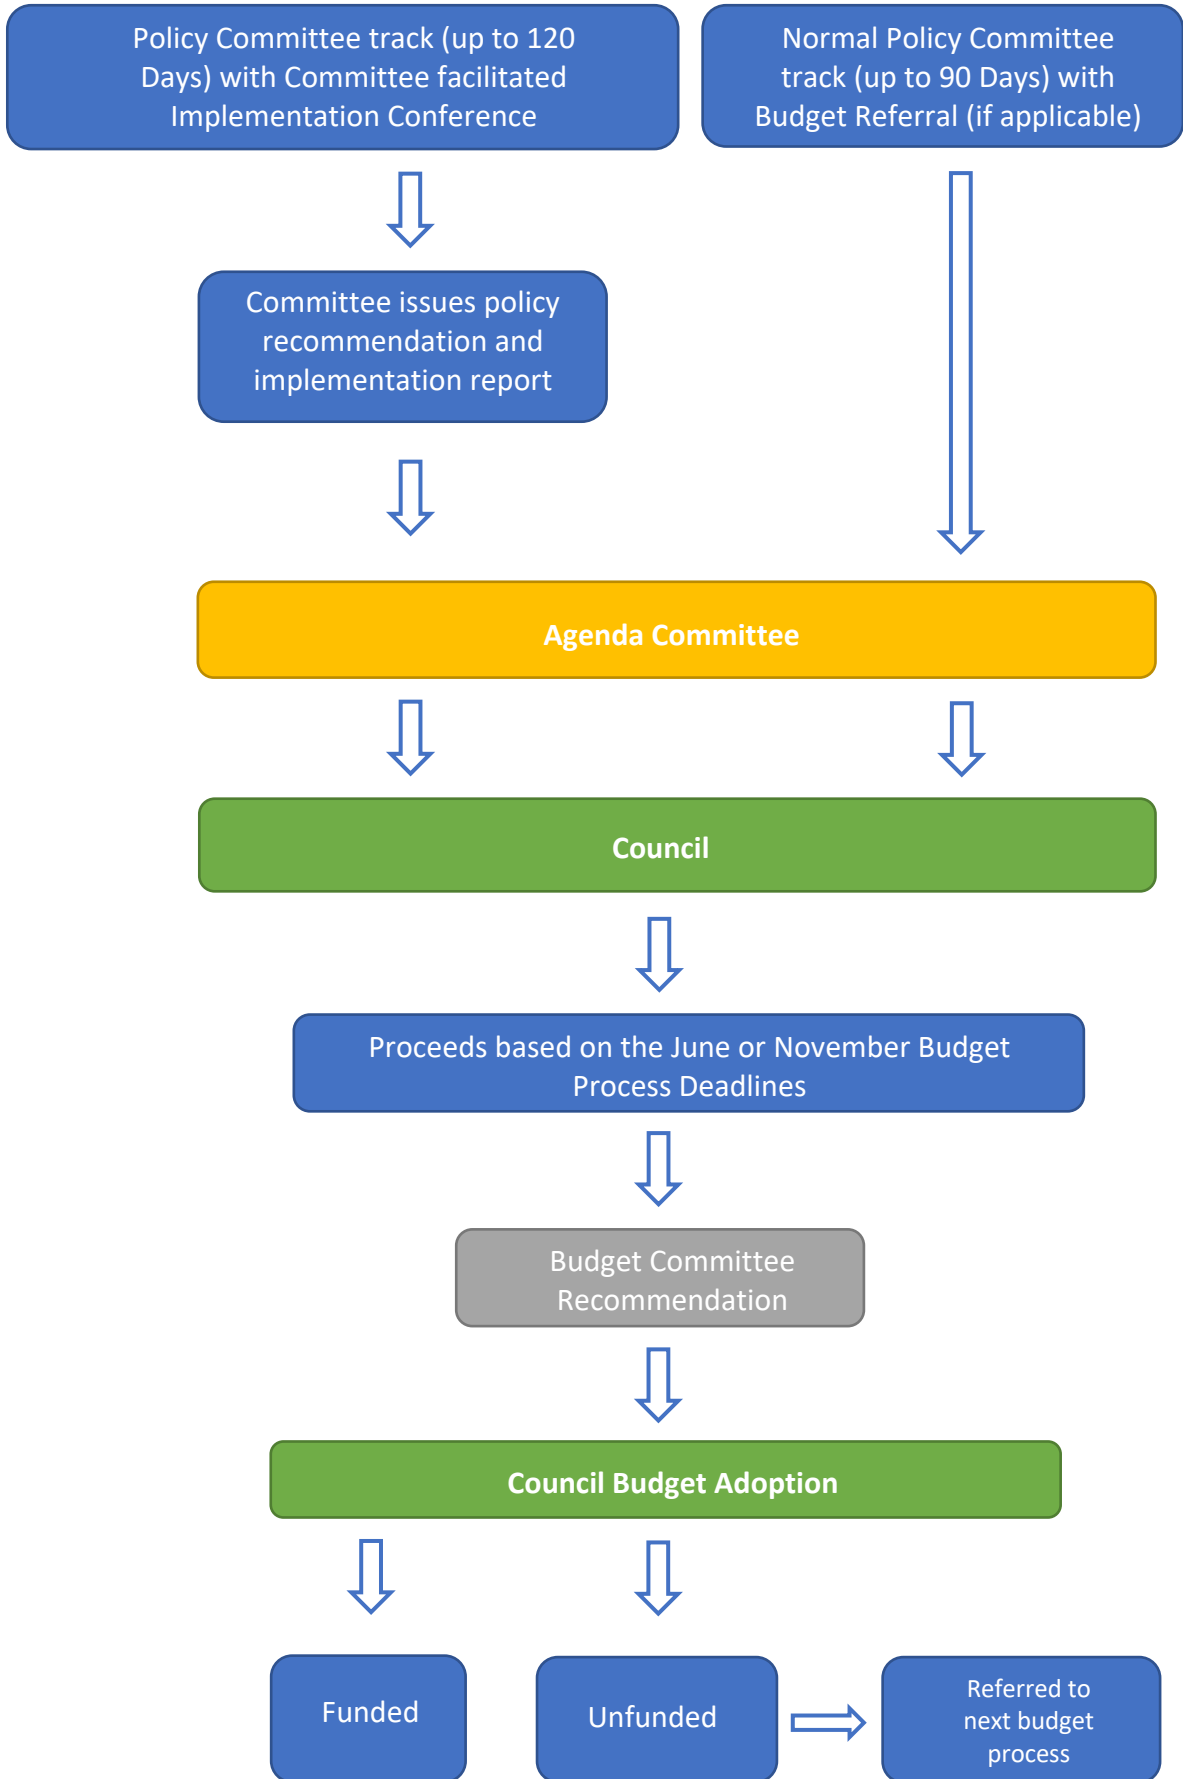 Policy Committee track (up to 120
Days) with Committee facilitated
Implementation Conference
Normal Policy Committee
track (up to 90 Days) with
Budget Referral (if applicable)
Committee issues policy
recommendation and
implementation report
Agenda Committee
Council
Proceeds based on the June or November Budget
Process Deadlines
Budget Committee
Recommendation
Council Budget Adoption
Funded
Unfunded
Referred to
next budget
process